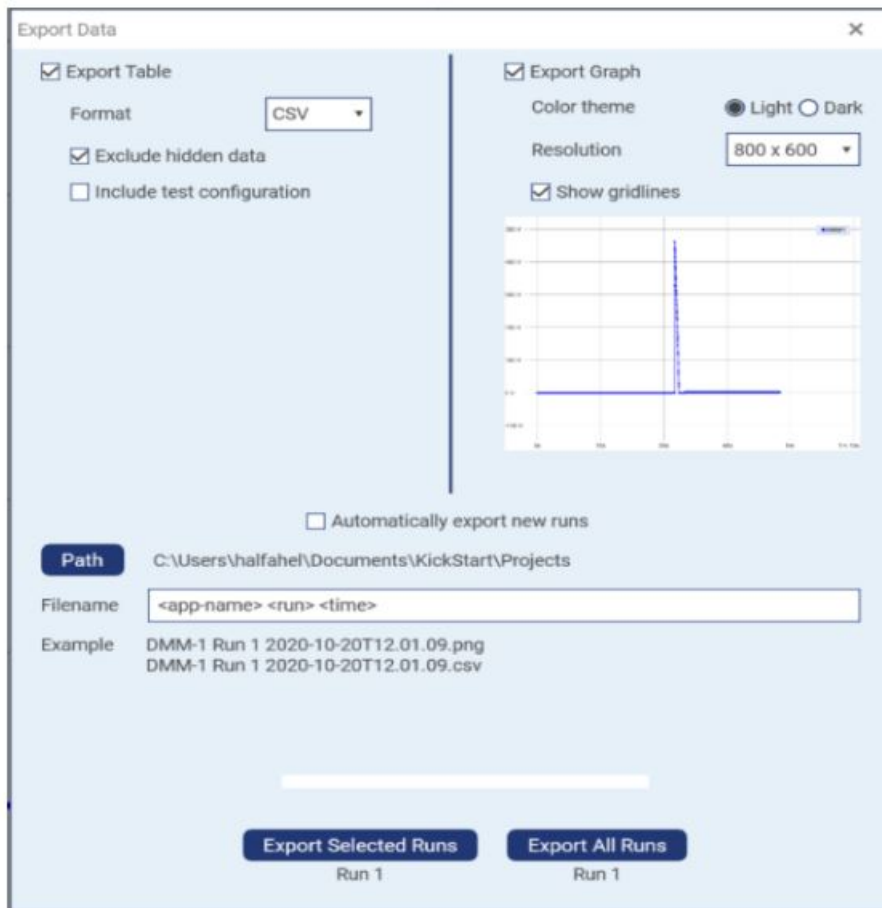 Export Data
Export Table
Format CSV
Exclude hidden data
Include test configuration
Export Graph
Color theme Light Dark
Resolution 800 x 600
Show gridlines
Automatically export new runs
Path C:\Users\halfahel\Documents\KickStart\Projects
Filename <app-name> <run> <time>
Example DMM-1 Run 1 2020-10-20T12.01.09.png
DMM-1 Run 1 2020-10-20T12.01.09.csv
Export Selected Runs Export All Runs
Run 1 Run 1